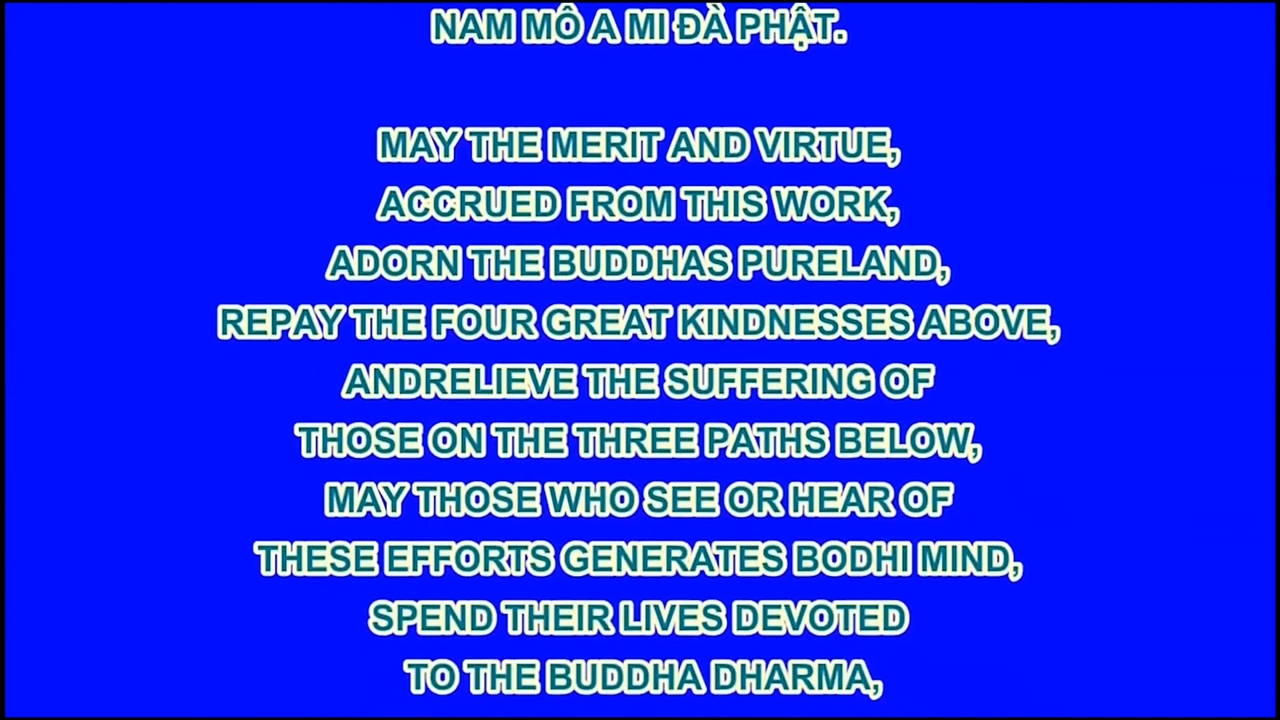 NAM MÔ A MI ĐÀ PHẬT.
MAY THE MERIT AND VIRTUE,
ACCRUED FROM THIS WORK,
ADORN THE BUDDHAS PURELAND,
REPAY THE FOUR GREAT KINDNESSES ABOVE,
ANDRELIEVE THE SUFFERING OF
THOSE ON THE THREE PATHS BELOW,
MAY THOSE WHO SEE OR HEAR OF
THESE EFFORTS GENERATES BODHI MIND,
SPEND THEIR LIVES DEVOTED
TO THE BUDDHA DHARMA,